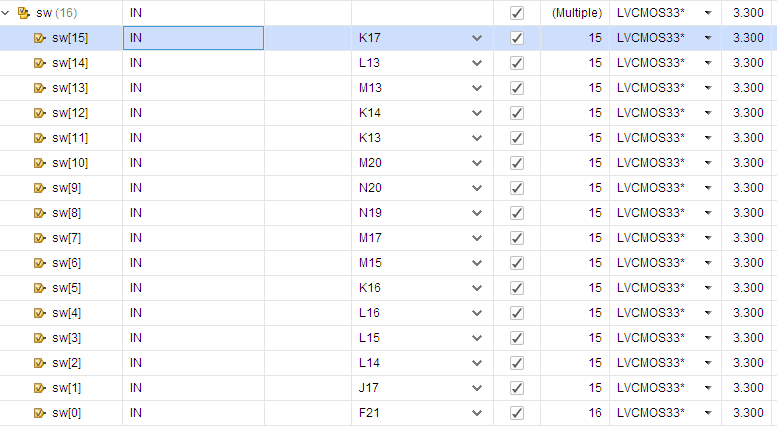 sw (16) IN (Multiple) LVCMOS33* 3.300
sw[15] IN K17 15 LVCMOS33* 3.300
sw[14] IN L13 15 LVCMOS33* 3.300
sw[13] IN M13 15 LVCMOS33* 3.300
sw[12] IN K14 15 LVCMOS33* 3.300
sw[11] IN K13 15 LVCMOS33* 3.300
sw[10] IN M20 15 LVCMOS33* 3.300
sw[9] IN N20 15 LVCMOS33* 3.300
sw[8] IN N19 15 LVCMOS33* 3.300
sw[7] IN M17 15 LVCMOS33* 3.300
sw[6] IN M15 15 LVCMOS33* 3.300
sw[5] IN K16 15 LVCMOS33* 3.300
sw[4] IN L16 15 LVCMOS33* 3.300
sw[3] IN L15 15 LVCMOS33* 3.300
sw[2] IN L14 15 LVCMOS33* 3.300
sw[1] IN J17 15 LVCMOS33* 3.300
sw[0] IN F21 16 LVCMOS33* 3.300